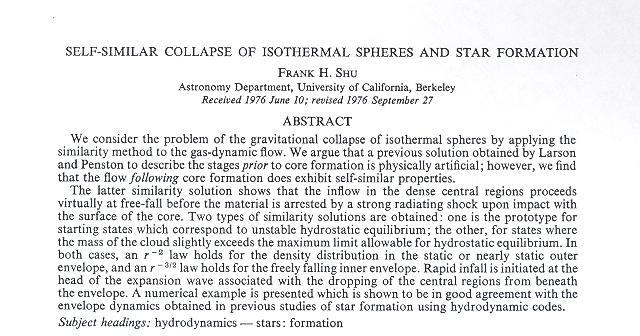 SELF-SIMILAR COLLAPSE OF ISOTHERMAL SPHERES AND STAR FORMATION
FRANK H. SHU
Astronomy Department, University of California, Berkeley
Received 1976 June 10; revised 1976 September 27
ABSTRACT
We consider the problem of the gravitational collapse of isothermal spheres by applying the
similarity method to the gas-dynamic flow. We argue that a previous solution obtained by Larson
and Penston to describe the stages prior to core formation is physically artificial; however, we find
that the flow following core formation does exhibit self-similar properties.
The latter similarity solution shows that the inflow in the dense central regions proceeds
virtually at free-fall before the material is arrested by a strong radiating shock upon impact with
the surface of the core. Two types of similarity solutions are obtained: one is the prototype for
starting states which correspond to unstable hydrostatic equilibrium; the other, for states where
the mass of the cloud slightly exceeds the maximum limit allowable for hydrostatic equilibrium. In
both cases, an r⁻² law holds for the density distribution in the static or nearly static outer
envelope, and an r⁻³/² law holds for the freely falling inner envelope. Rapid infall is initiated at the
head of the expansion wave associated with the dropping of the central regions from beneath
the envelope. A numerical example is presented which is shown to be in good agreement with the
envelope dynamics obtained in previous studies of star formation using hydrodynamic codes.
Subject headings: hydrodynamics — stars: formation